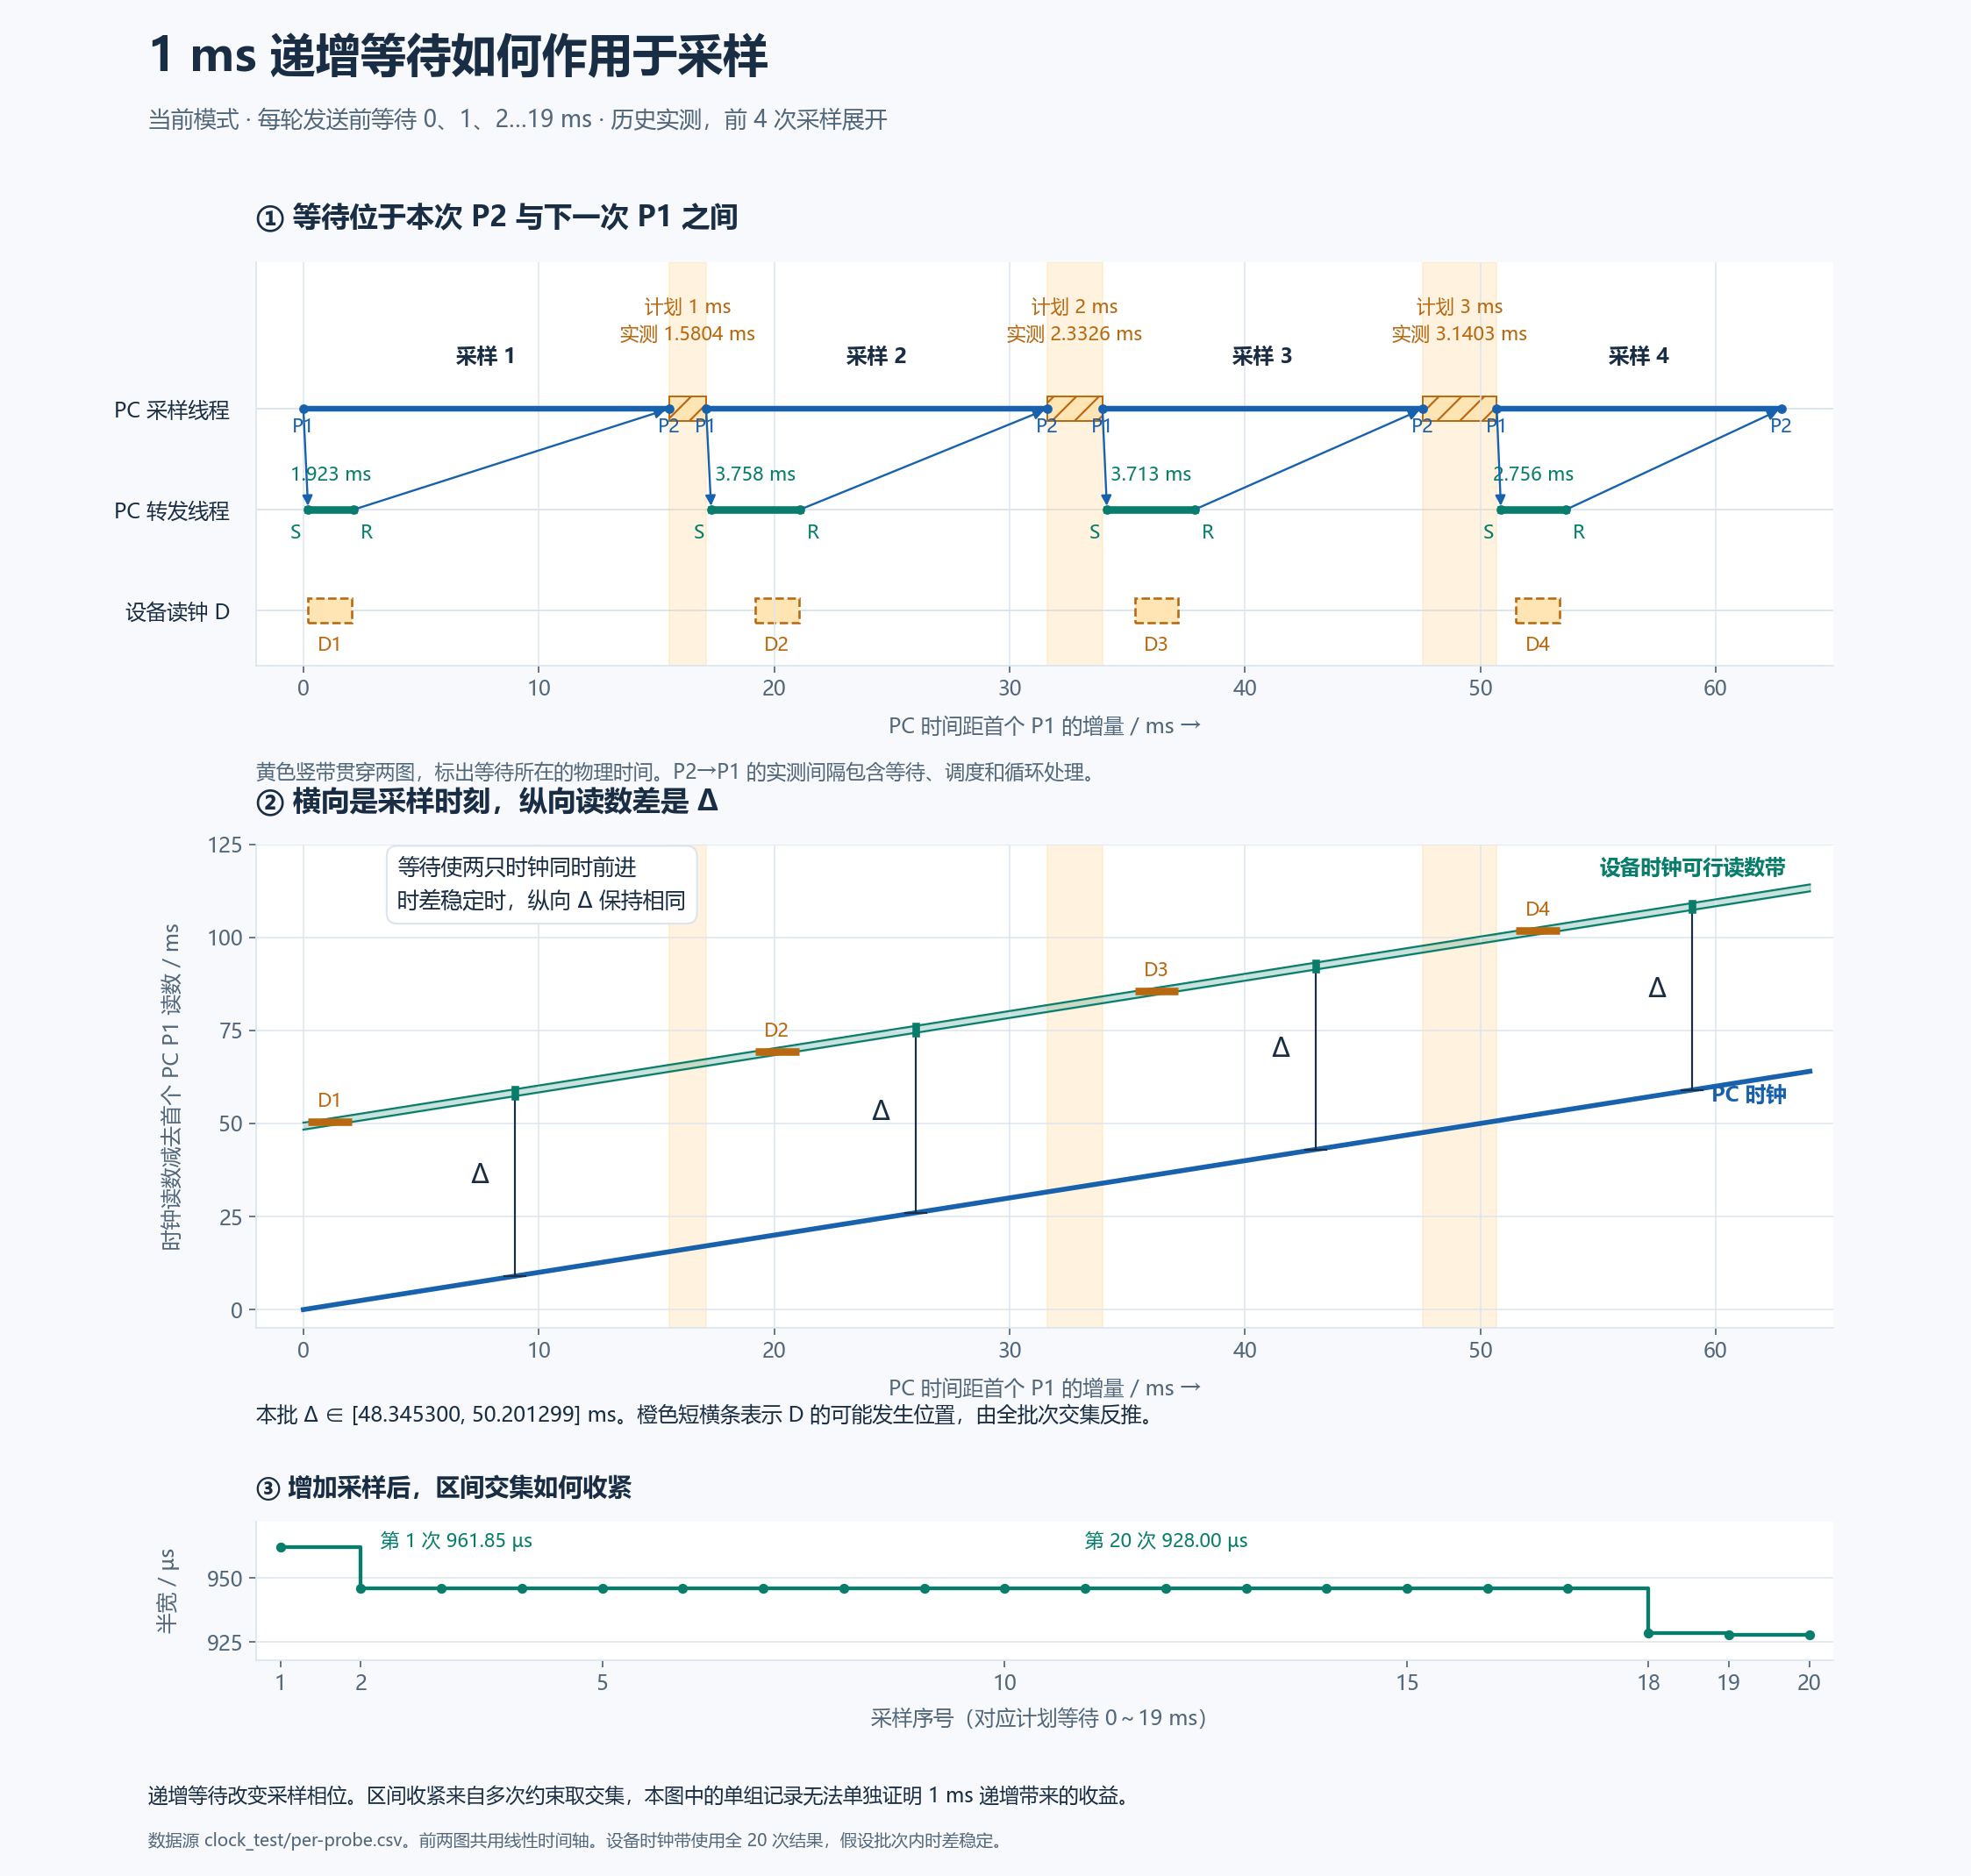 1 ms 递增等待如何作用于采样
当前模式 · 每轮发送前等待 0、1、2…19 ms · 历史实测，前 4 次采样展开
① 等待位于本次 P2 与下一次 P1 之间
计划 1 ms
实测 1.5804 ms
计划 2 ms
实测 2.3326 ms
计划 3 ms
实测 3.1403 ms
采样 1
采样 2
采样 3
采样 4
PC 采样线程
P1
P2
P1
P2
P1
P2
P1
P2
1.923 ms
3.758 ms
3.713 ms
2.756 ms
PC 转发线程
S
R
S
R
S
R
S
R
设备读钟 D
D1
D2
D3
D4
0
10
20
30
40
50
60
PC 时间距首个 P1 的增量 / ms →
黄色竖带贯穿两图，标出等待所在的物理时间。P2→P1 的实测间隔包含等待、调度和循环处理。
② 横向是采样时刻，纵向读数差是 Δ
时钟读数减去首个 PC P1 读数 / ms
125
100
75
50
25
0
等待使两只时钟同时前进
时差稳定时，纵向 Δ 保持相同
设备时钟可行读数带
D1
D2
D3
D4
Δ
Δ
Δ
Δ
PC 时钟
0
10
20
30
40
50
60
PC 时间距首个 P1 的增量 / ms →
本批 Δ ∈ [48.345300, 50.201299] ms。橙色短横条表示 D 的可能发生位置，由全批次交集反推。
③ 增加采样后，区间交集如何收紧
半宽 / µs
950
925
第 1 次 961.85 µs
第 20 次 928.00 µs
1
2
5
10
15
18
19
20
采样序号（对应计划等待 0～19 ms）
递增等待改变采样相位。区间收紧来自多次约束取交集，本图中的单组记录无法单独证明 1 ms 递增带来的收益。
数据源 clock_test/per-probe.csv。前两图共用线性时间轴。设备时钟带使用全 20 次结果，假设批次内时差稳定。